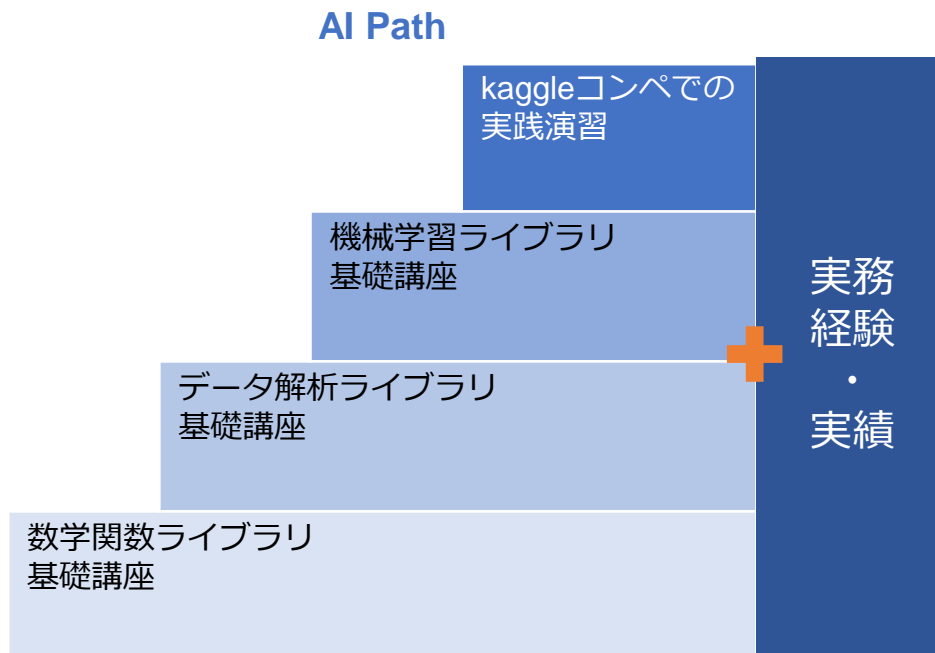 AI Path
kaggleコンペでの
実践演習
機械学習ライブラリ
基礎講座
データ解析ライブラリ
基礎講座
数学関数ライブラリ
基礎講座
実務
経験
・
実績